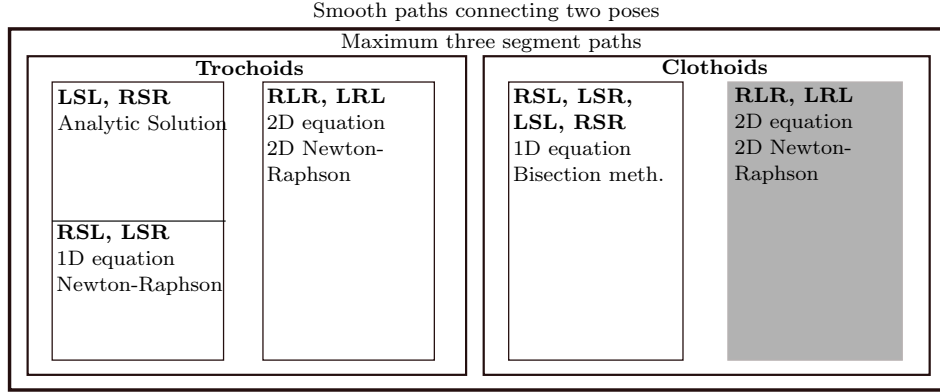 Smooth paths connecting two poses
Maximum three segment paths
Trochoids
LSL, RSR
Analytic Solution
RSL, LSR
1D equation
Newton-Raphson
RLR, LRL
2D equation
2D Newton-
Raphson
Clothoids
RSL, LSR,
LSL, RSR
1D equation
Bisection meth.
RLR, LRL
2D equation
2D Newton-
Raphson